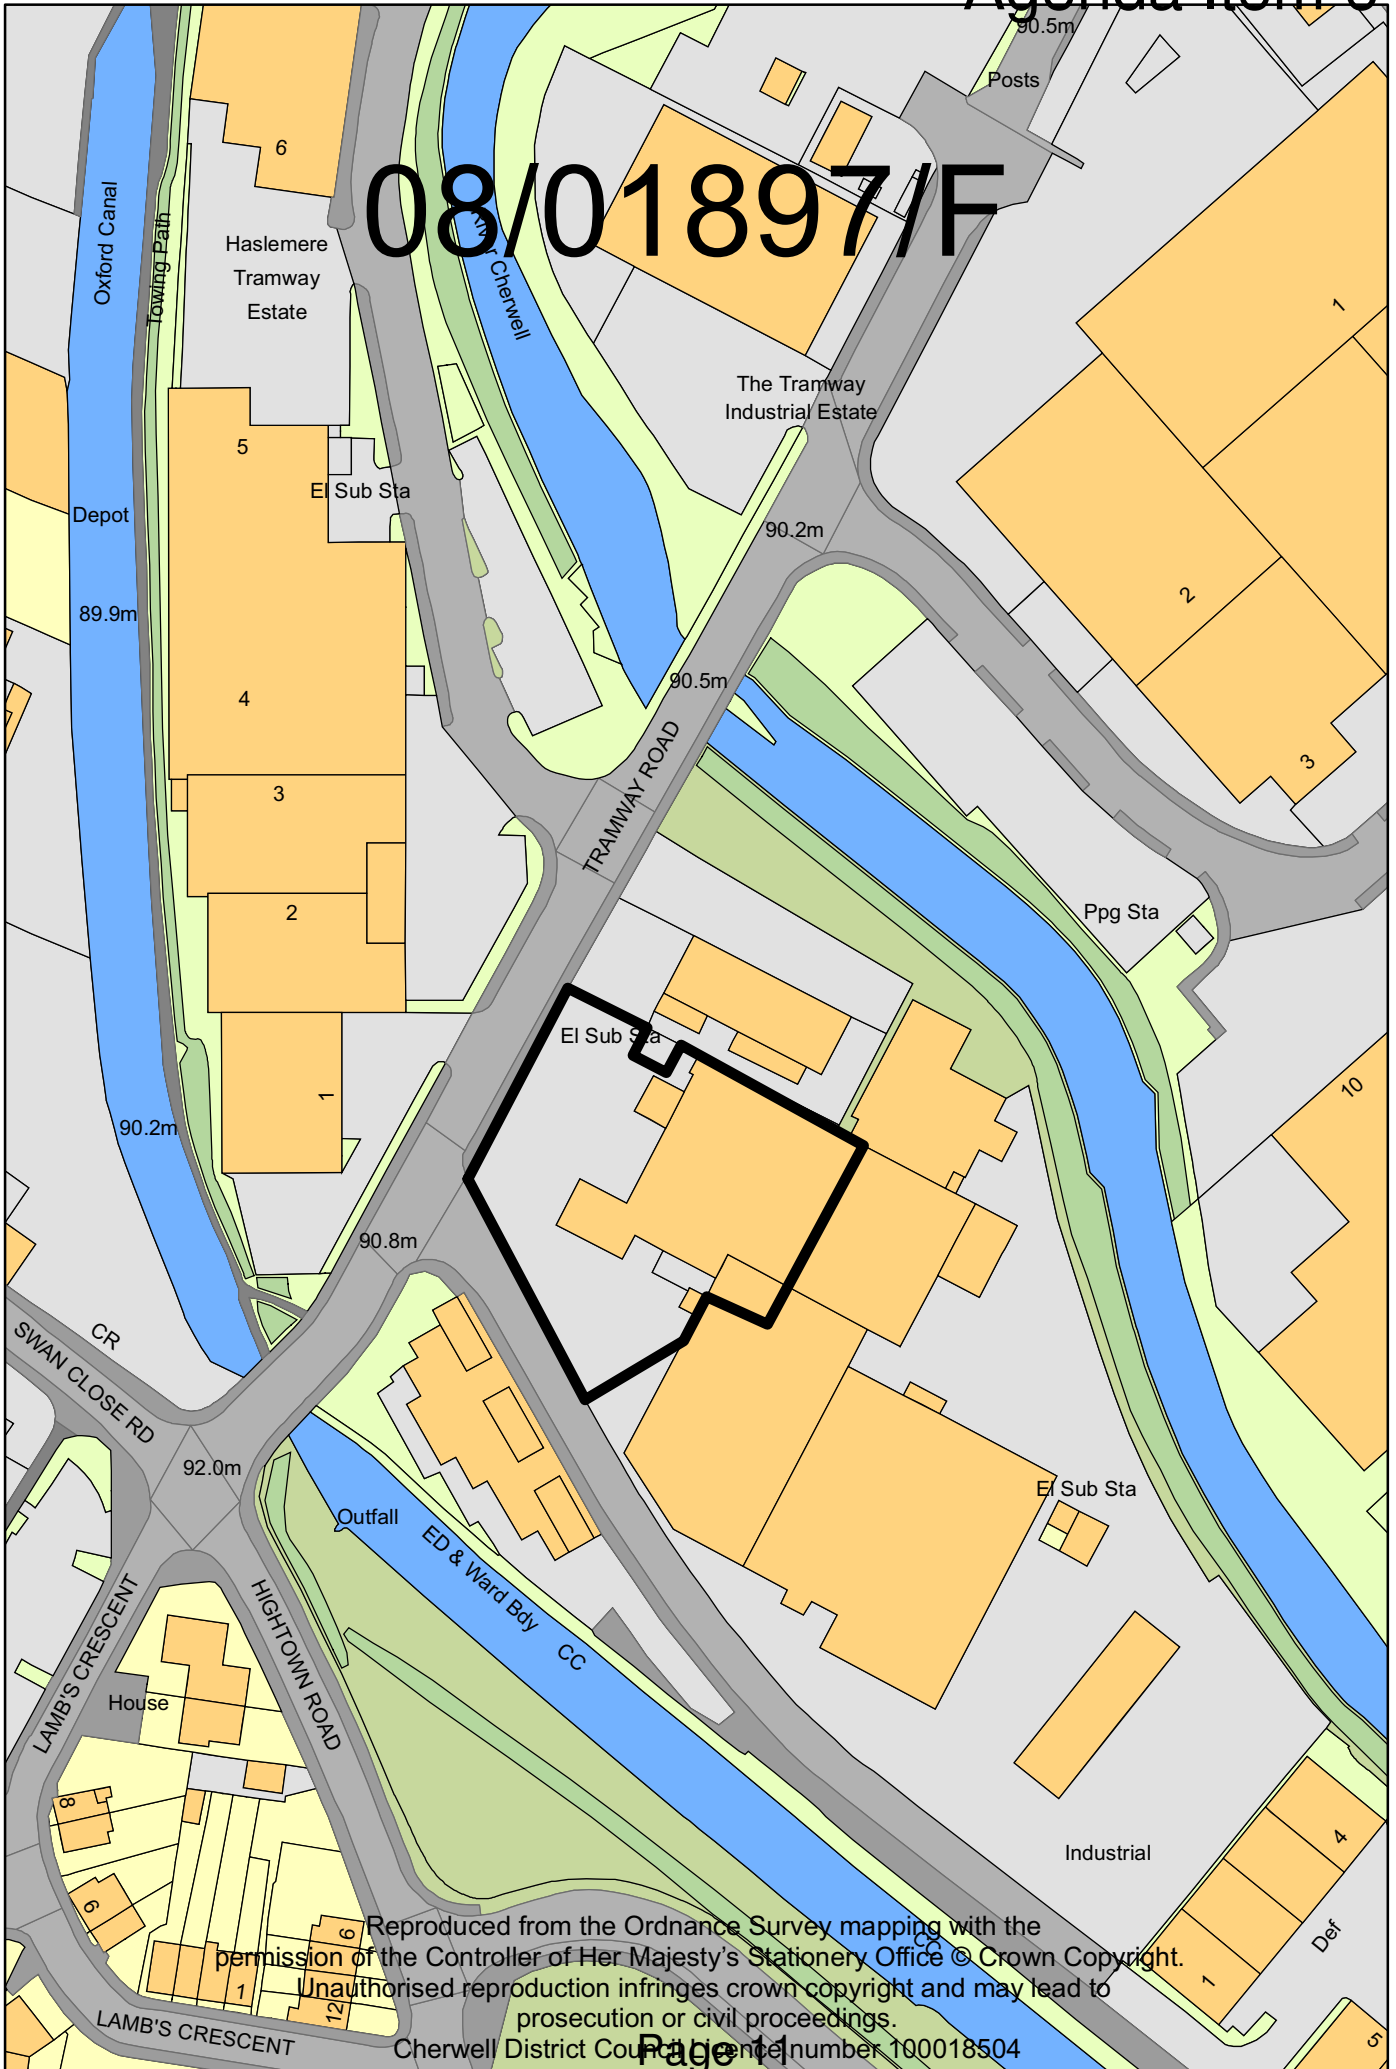 Agenda Item 6
90.5m
Posts
6
08/01897/F
Oxford Canal
Towing Path
River Cherwell
Haslemere
Tramway
Estate
1
The Tramway
Industrial Estate
5
El Sub Sta
Depot
90.2m
2
89.9m
90.5m
4
TRAMWAY ROAD
3
3
2
Ppg Sta
El Sub Sta
1
10
90.2m
90.8m
CR
SWAN CLOSE RD
92.0m
El Sub Sta
Outfall
ED & Ward Bdy
CC
LAMB'S CRESCENT
HIGHTOWN ROAD
House
8
Industrial
4
6
6
Def
CC
1
1
12
LAMB'S CRESCENT
5
Reproduced from the Ordnance Survey mapping with the
permission of the Controller of Her Majesty's Stationery Office © Crown Copyright.
Unauthorised reproduction infringes crown copyright and may lead to
prosecution or civil proceedings.
Cherwell District Council Licence number 100018504
Page 11